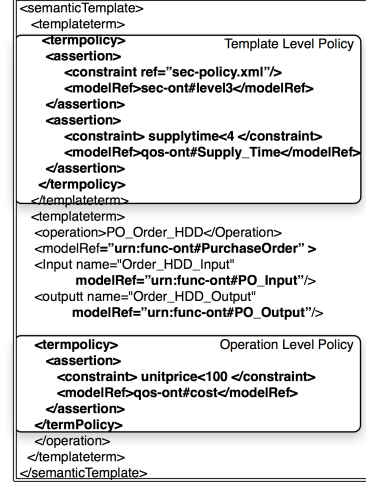 <semanticTemplate>
<templateterm>
<termpolicy> Template Level Policy
<assertion>
<constraint ref=”sec-policy.xml”/>
<modelRef>sec-ont#level3</modelRef>
</assertion>
<assertion>
<constraint> supplytime<4 </constraint>
<modelRef>qos-ont#Supply_Time</modelRef>
</assertion>
</termpolicy>
</templateterm>
<templateterm>
<operation>PO_Order_HDD</Operation>
<modelRef=”urn:func-ont#PurchaseOrder” >
<Input name="Order_HDD_Input"
modelRef=”urn:func-ont#PO_Input”/>
<outputt name="Order_HDD_Output"
modelRef=”urn:func-ont#PO_Output”/>
<termpolicy> Operation Level Policy
<assertion>
<constraint> unitprice<100 </constraint>
<modelRef>qos-ont#cost</modelRef>
</assertion>
</termPolicy>
</operation>
</templateterm>
</semanticTemplate>